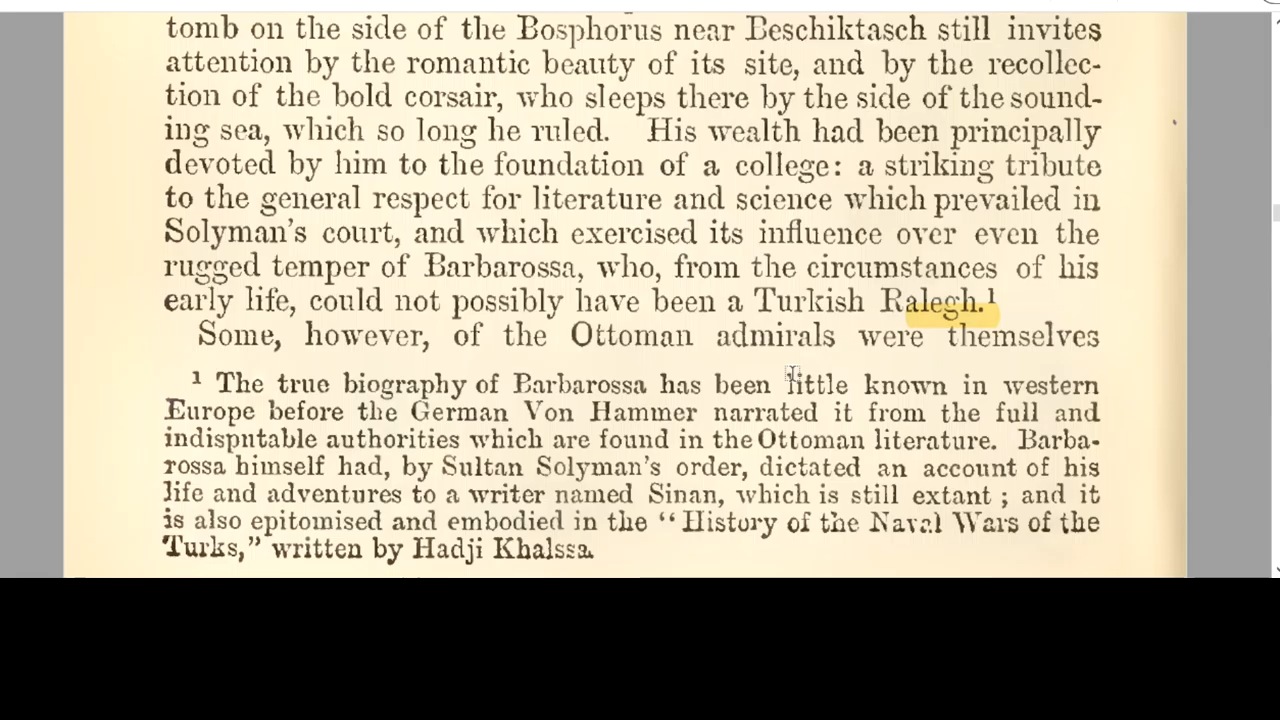 tomb on the side of the Bosphorus near Beschiktasch still invites
attention by the romantic beauty of its site, and by the recollec-
tion of the bold corsair, who sleeps there by the side of the sound-
ing sea, which so long he ruled. His wealth had been principally
devoted by him to the foundation of a college: a striking tribute
to the general respect for literature and science which prevailed in
Solyman's court, and which exercised its influence over even the
rugged temper of Barbarossa, who, from the circumstances of his
early life, could not possibly have been a Turkish Ralegh.¹
Some, however, of the Ottoman admirals were themselves
¹ The true biography of Barbarossa has been little known in western
Europe before the German Von Hammer narrated it from the full and
indisputable authorities which are found in the Ottoman literature. Barba-
rossa himself had, by Sultan Solyman's order, dictated an account of his
life and adventures to a writer named Sinan, which is still extant; and it
is also epitomised and embodied in the "History of the Naval Wars of the
Turks," written by Hadji Khalssa.